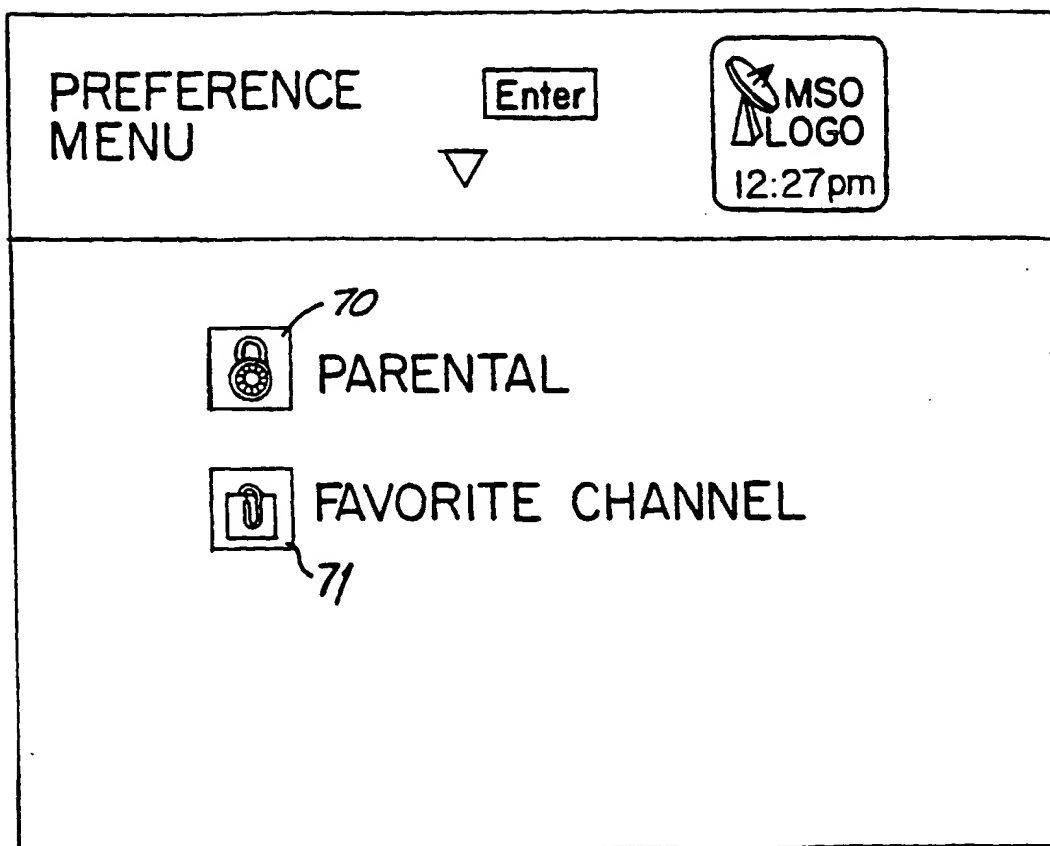 PREFERENCE
MENU
Enter
MSO
LOGO
12:27pm
70
PARENTAL
FAVORITE CHANNEL
71